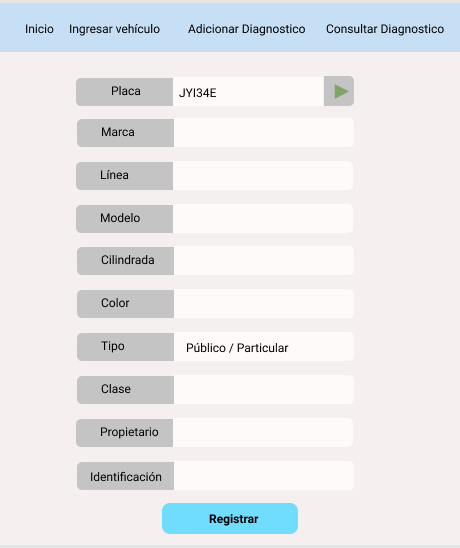 Inicio Ingresar vehículo Adicionar Diagnostico Consultar Diagnostico
Placa JYI34E
Marca
Línea
Modelo
Cilindrada
Color
Tipo Público / Particular
Clase
Propietario
Identificación
Registrar